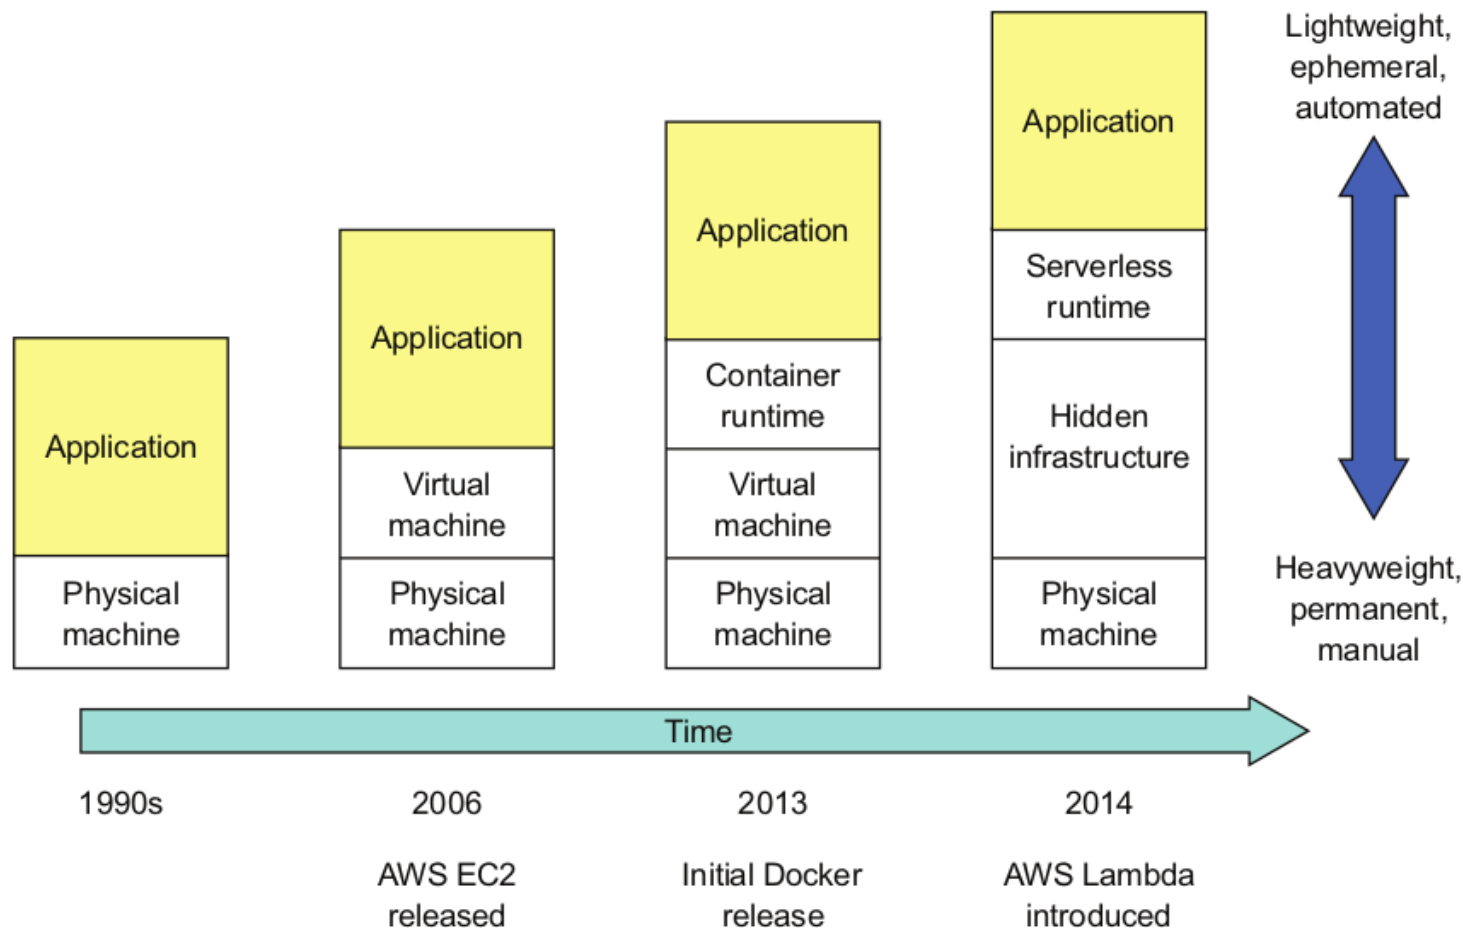 Application
Physical
machine
Application
Virtual
machine
Physical
machine
Application
Container
runtime
Virtual
machine
Physical
machine
Application
Serverless
runtime
Hidden
infrastructure
Physical
machine
Lightweight,
ephemeral,
automated
Heavyweight,
permanent,
manual
Time
1990s
2006
AWS EC2
released
2013
Initial Docker
release
2014
AWS Lambda
introduced